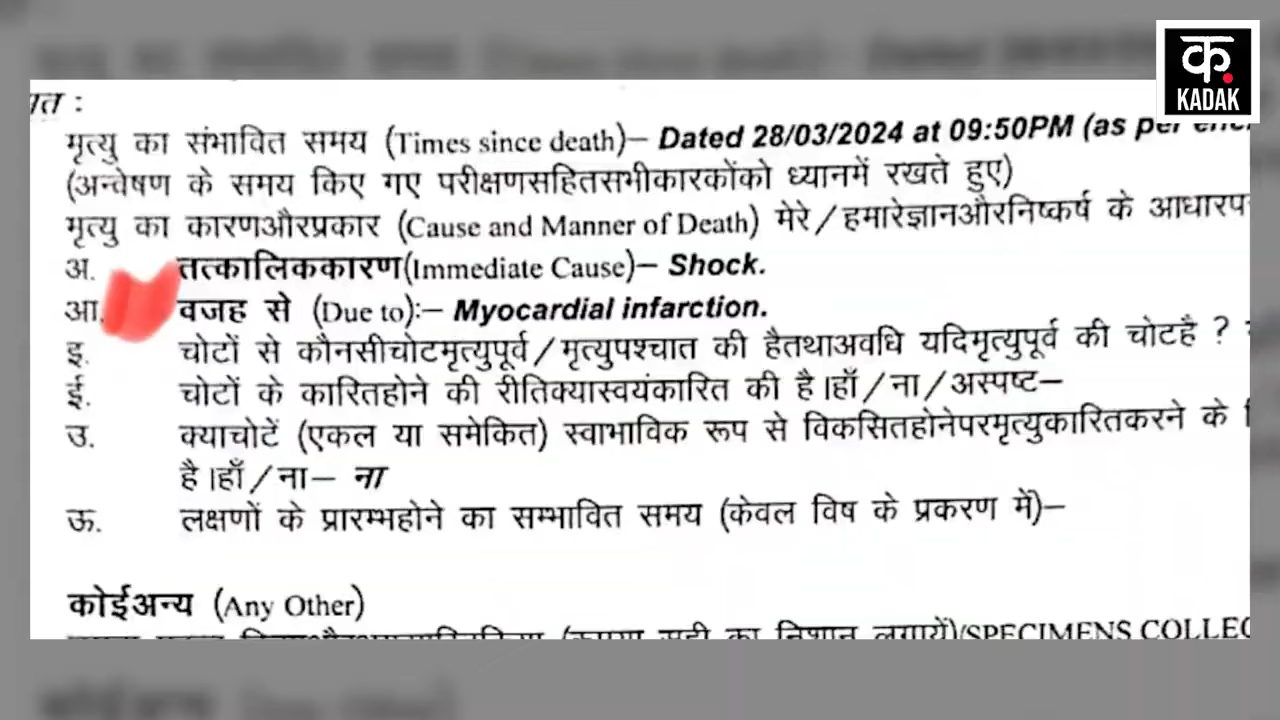 क
KADAK
मृत्यु का संभावित समय (Times since death)– Dated 28/03/2024 at 09:50PM (as per
(अन्वेषण के समय किए गए परीक्षणसहितसभीकारकोंको ध्यानमें रखते हुए)
मृत्यु का कारणऔरप्रकार (Cause and Manner of Death) मेरे/हमारेज्ञानऔरनिष्कर्ष के
अ. तत्कालिककारण(Immediate Cause)– Shock.
आ. वजह से (Due to):– Myocardial infarction.
इ. चोटों से कौनसीचोटमृत्युपूर्व/मृत्युपश्चात की हैतथाअवधि यदिमृत्युपूर्व की चोटहै ?
ई. चोटों के कारितहोने की रीतिक्यास्वयंकारित की है।हाँ/ना/अस्पष्ट–
उ. क्याचोटें (एकल या समेकित) स्वाभाविक रूप से विकसितहोनेपरमृत्युकारितकरने के
है।हाँ/ना– ना
ऊ. लक्षणों के प्रारम्भहोने का सम्भावित समय (केवल विष के प्रकरण में)–
कोईअन्य (Any Other)